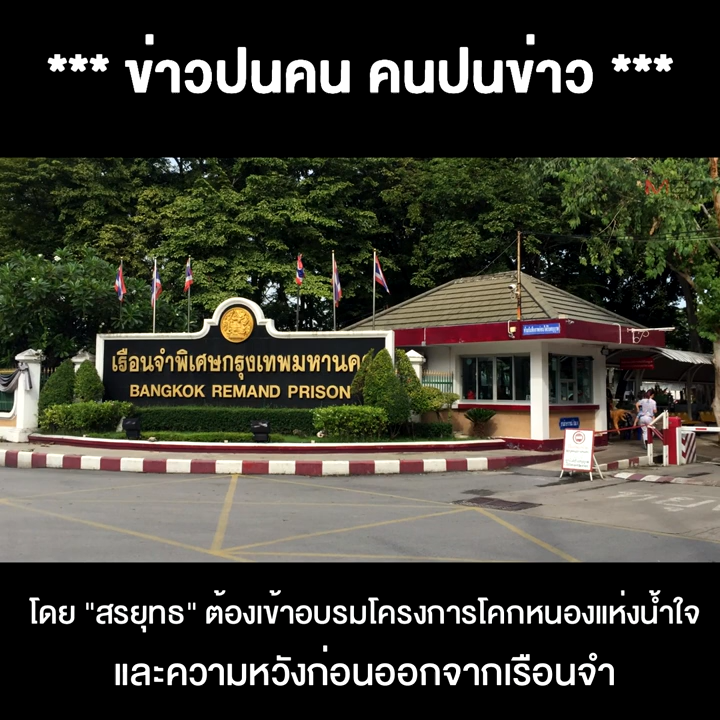 *** ข่าวปนคน คนปนข่าว ***
เรือนจำพิเศษกรุงเทพมหานคร
BANGKOK REMAND PRISON
โดย "สรยุทธ" ต้องเข้าอบรมโครงการโคกหนองแห่งน้ำใจ
และความหวังก่อนออกจากเรือนจำ